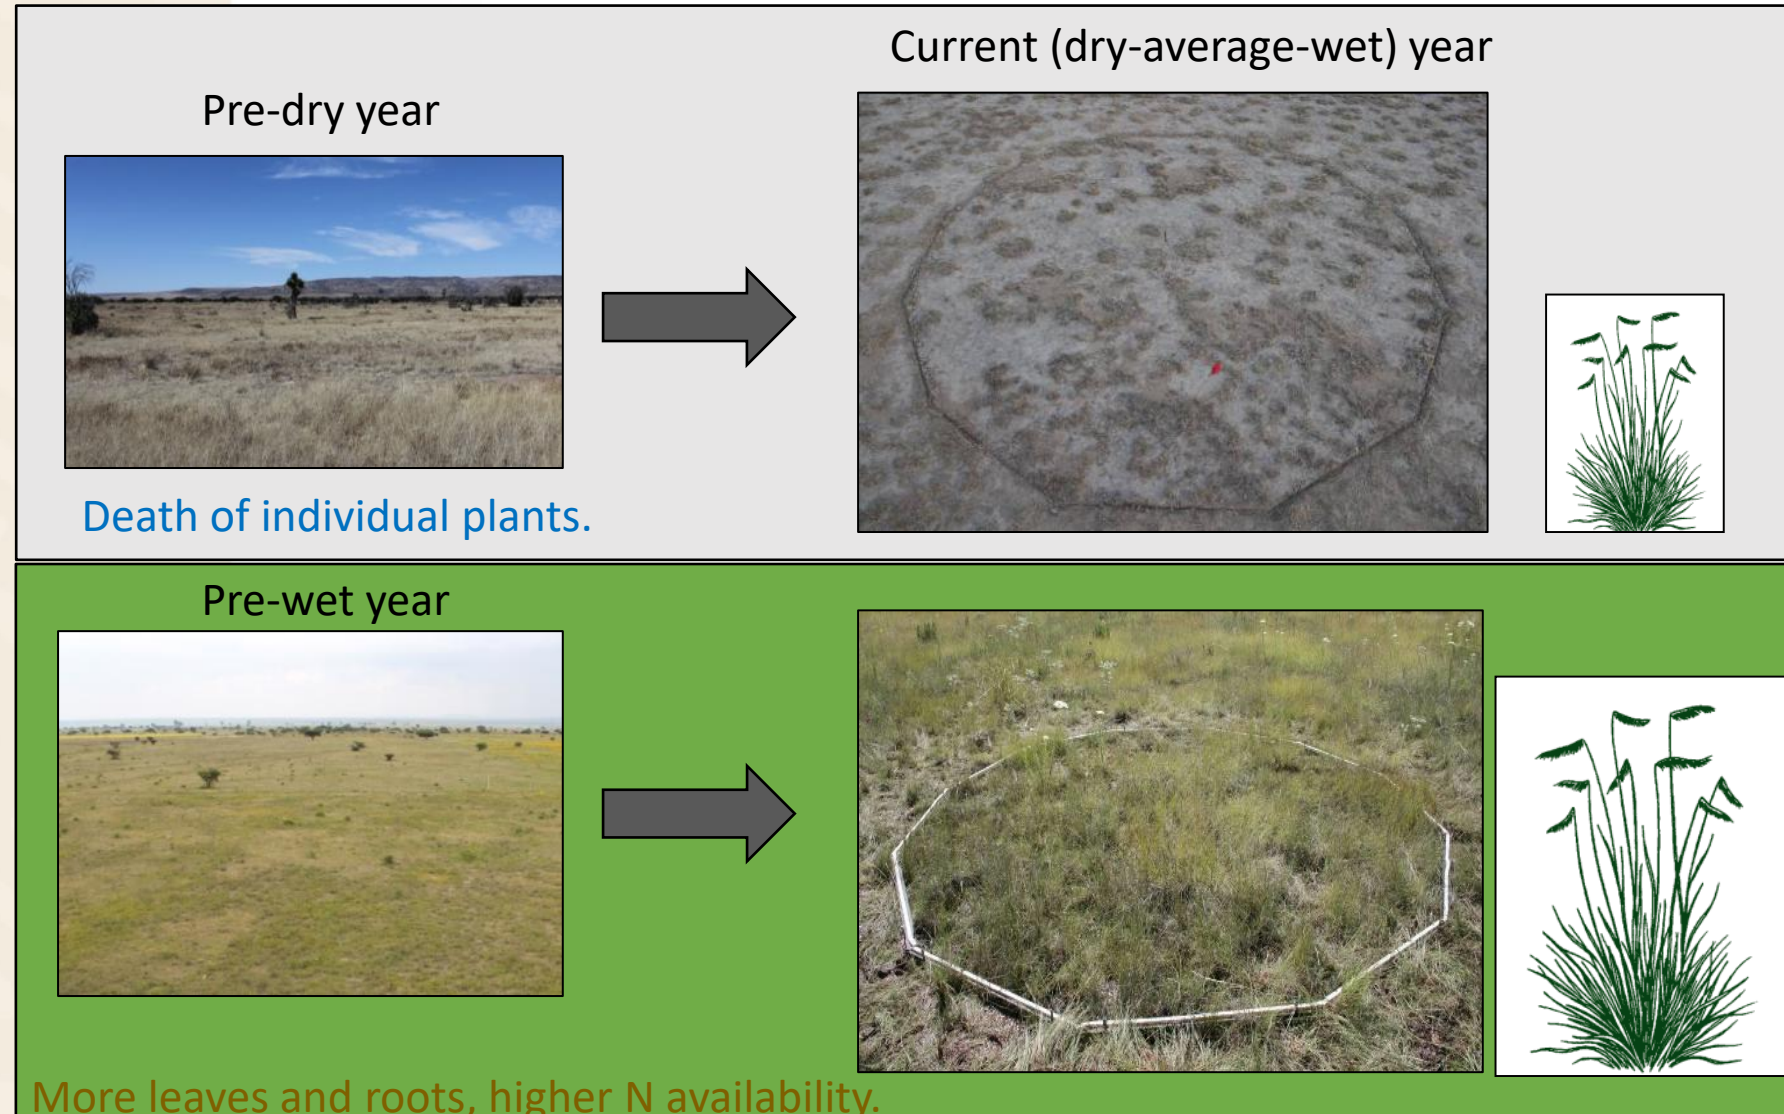 Current (dry-average-wet) year
Pre-dry year
Death of individual plants.
Pre-wet year
More leaves and roots, higher N availability.